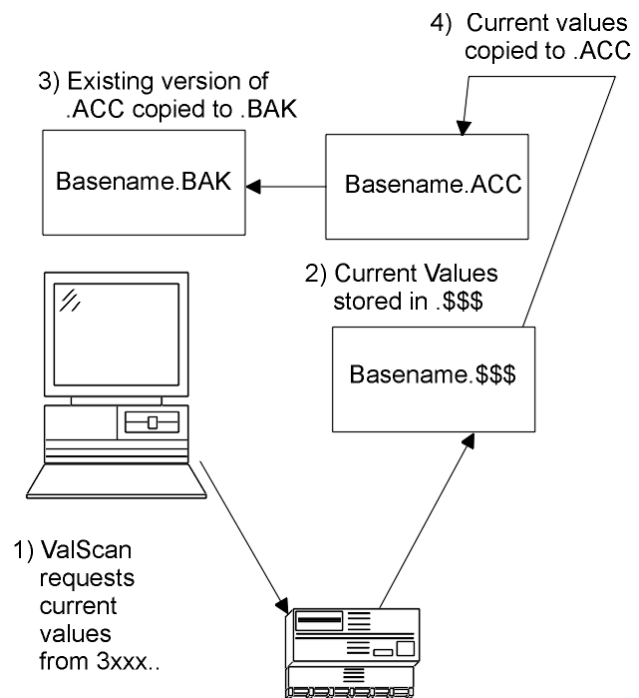 4) Current values
copied to .ACC
3) Existing version of
.ACC copied to .BAK
Basename.BAK
Basename.ACC
2) Current Values
stored in .$$$
Basename.$$$
1) ValScan
requests
current
values
from 3xxx..